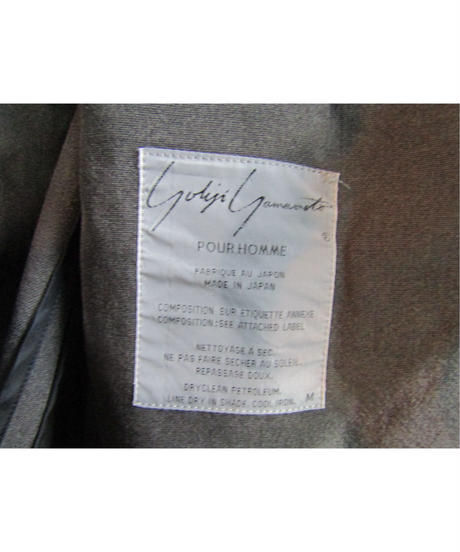 Yohji Yamamoto
®
POUR HOMME
FABRIQUE AU JAPON
MADE IN JAPAN
COMPOSITION SUR ETIQUETTE ANNEXE
COMPOSITION:SEE ATTACHED LABEL
NETTOYAGE A SEC.
NE PAS FAIRE SECHER AU SOLEIL.
REPASSAGE DOUX.
DRYCLEAN PETROLEUM.
LINE DRY IN SHADE, COOL IRON. M